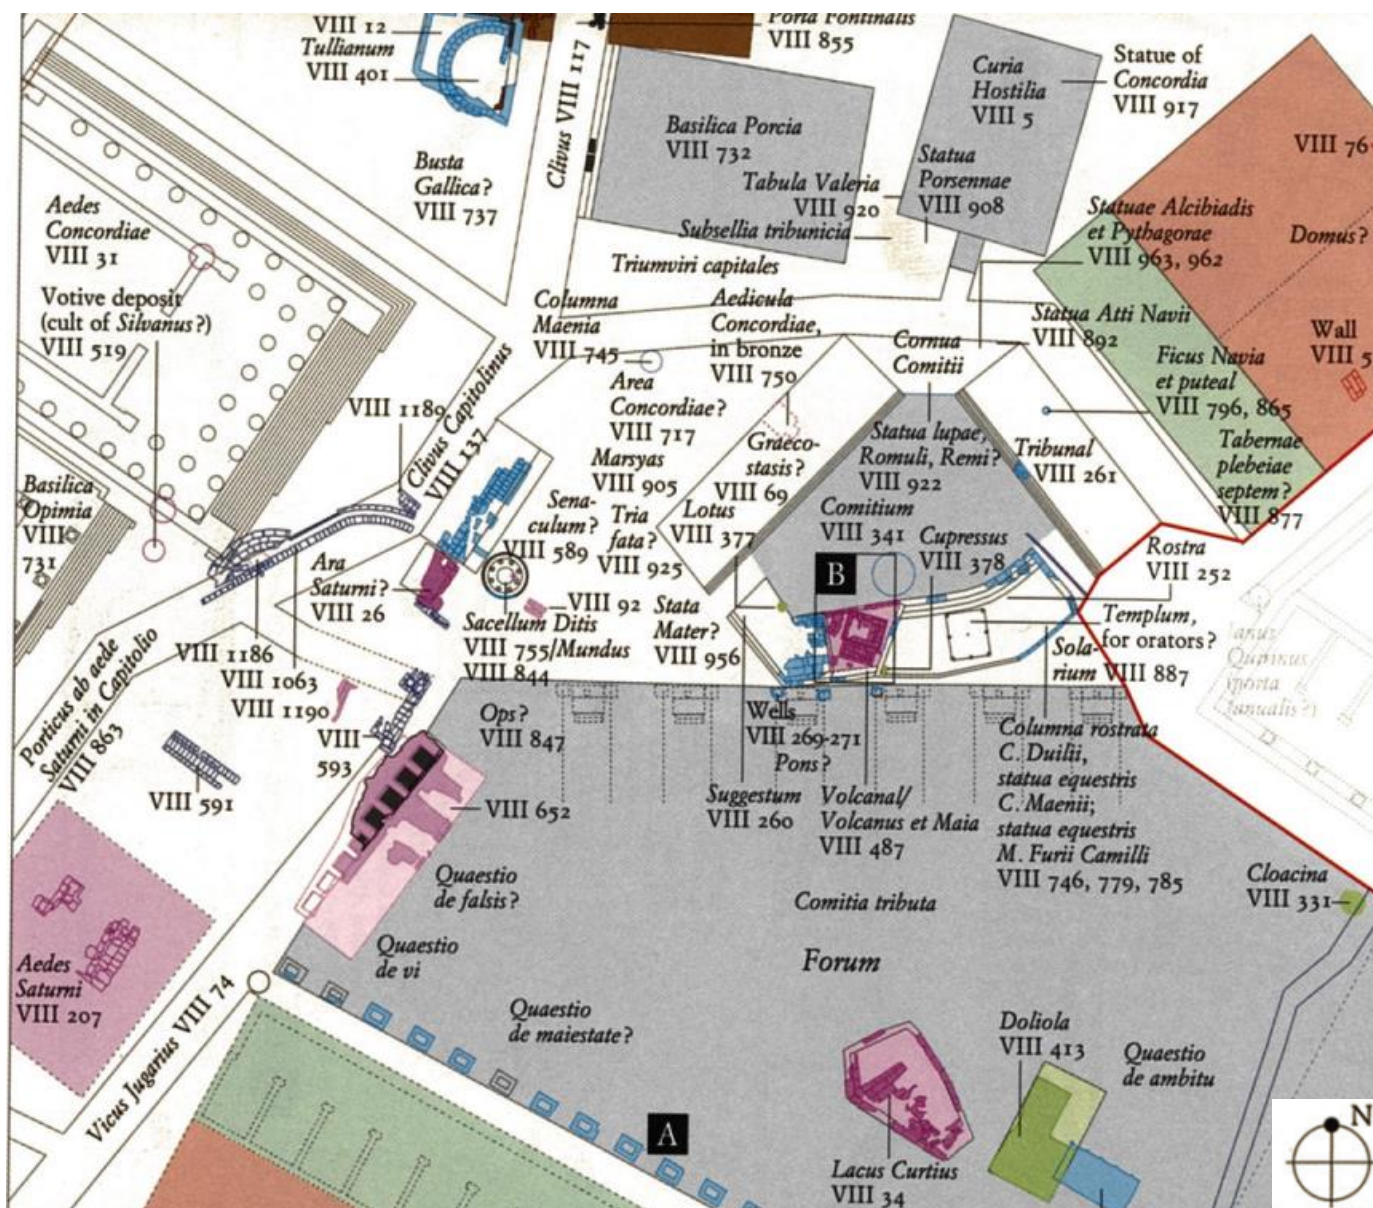 VIII 12
Tullianum
VIII 401
Clivus VIII 117
Porta Fontinalis
VIII 855
Curia
Hostilia
VIII 5
Statue of
Concordia
VIII 917
Basilica Porcia
VIII 732
VIII 76
Busta
Gallica?
VIII 737
Tabula Valeria
VIII 920
Statua
Porsennae
VIII 908
Subsellia tribunicia
Statuae Alcibiadis
et Pythagorae
VIII 963, 962
Domus?
Aedes
Concordiae
VIII 31
Triumviri capitales
Votive deposit
(cult of Silvanus?)
VIII 519
Columna
Maenia
VIII 745
Aedicula
Concordiae,
in bronze
VIII 750
Cornua
Comitii
Statua Atti Navii
VIII 892
Wall
VIII 5
Ficus Navia
et puteal
VIII 796, 865
VIII 1189
Clivus Capitolinus
VIII 137
Area
Concordiae?
VIII 717
Graeco-
stasis?
VIII 69
Statua lupae,
Romuli, Remi?
VIII 922
Tribunal
VIII 261
Tabernae
plebeiae
septem?
VIII 877
Marsyas
VIII 905
Basilica
Opimia
VIII
731
Sena-
culum?
VIII 589
Tria
fata?
VIII 925
Lotus
VIII 377
Comitium
VIII 341
Cupressus
VIII 378
Rostra
VIII 252
B
Ara
Saturni?
VIII 26
VIII 92
Stata
Mater?
VIII 956
Templum,
for orators?
Sacellum Ditis
VIII 755/Mundus
VIII 844
Sola-
rium VIII 887
Ianus
Quirinus
(porta
Ianualis?)
VIII 1186
VIII 1063
VIII 1190
Porticus ab aede
Saturni in Capitolio
VIII 863
VIII
593
Ops?
VIII 847
Wells
VIII 269-271
Pons?
Columna rostrata
C. Duilii,
statua equestris
C. Maenii;
statua equestris
M. Furii Camilli
VIII 746, 779, 785
VIII 591
VIII 652
Suggestum
VIII 260
Volcanal/
Volcanus et Maia
VIII 487
Quaestio
de falsis?
Comitia tributa
Cloacina
VIII 331
Quaestio
de vi
Forum
Aedes
Saturni
VIII 207
Vicus Jugarius VIII 74
Quaestio
de maiestate?
Doliola
VIII 413
Quaestio
de ambitu
A
Lacus Curtius
VIII 34
N